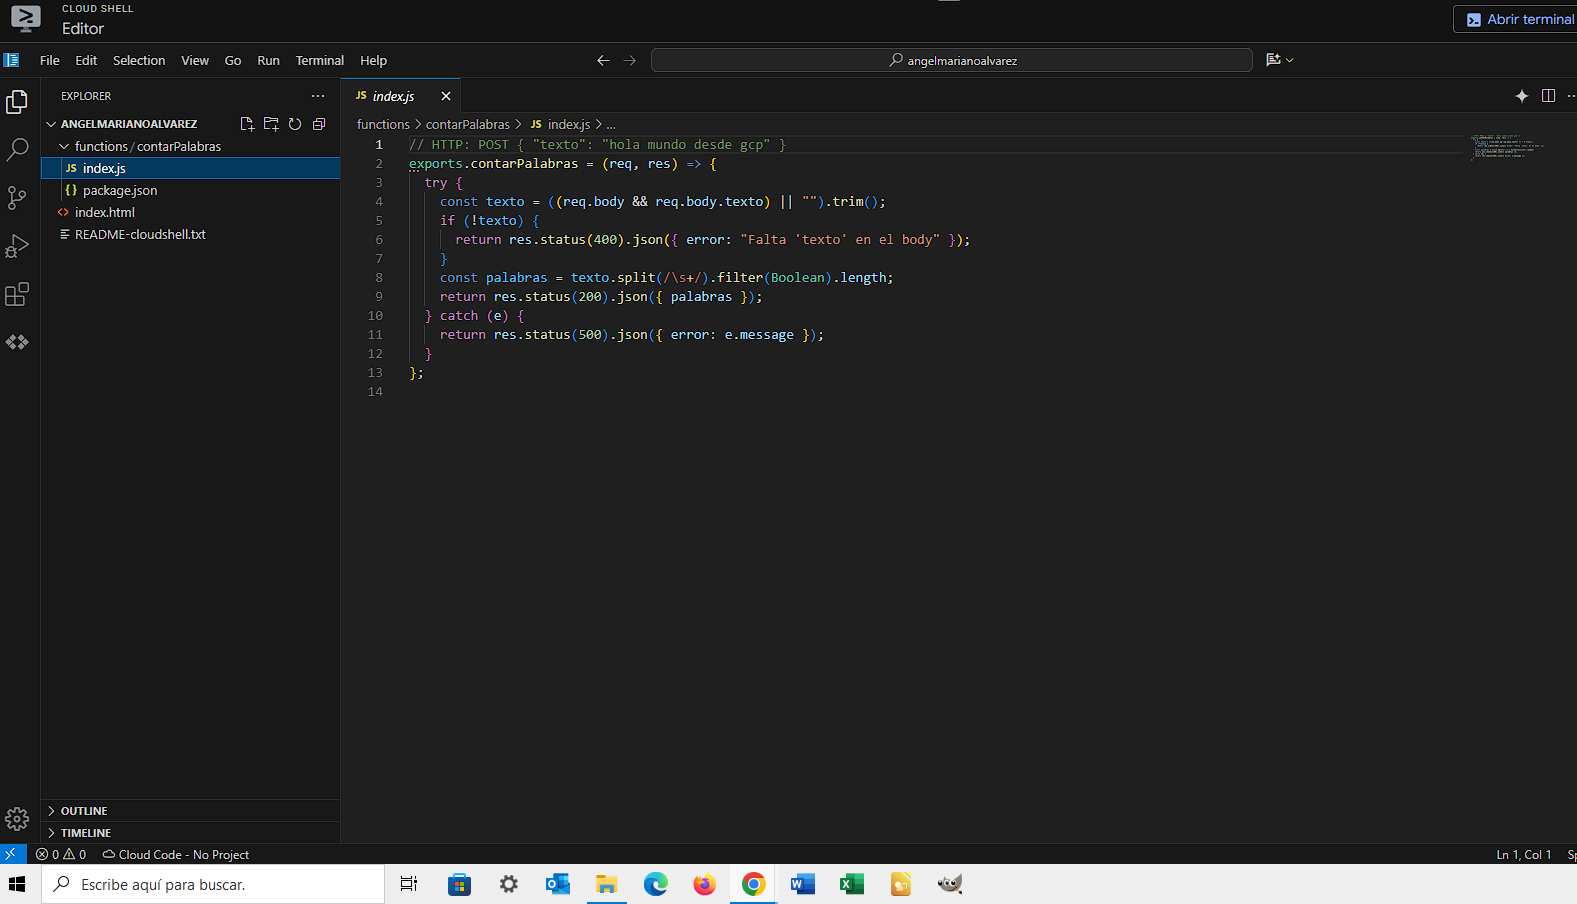 CLOUD SHELL
Editor
Abrir terminal
File Edit Selection View Go Run Terminal Help
angelmarianoalvarez
EXPLORER
ANGELMARIANOALVAREZ
functions / contarPalabras
JS index.js
{} package.json
<> index.html
README-cloudshell.txt
OUTLINE
TIMELINE
JS index.js
functions > contarPalabras > JS index.js > ...
1 // HTTP: POST { "texto": "hola mundo desde gcp" }
2 exports.contarPalabras = (req, res) => {
3   try {
4     const texto = ((req.body && req.body.texto) || "").trim();
5     if (!texto) {
6       return res.status(400).json({ error: "Falta 'texto' en el body" });
7     }
8     const palabras = texto.split(/\s+/).filter(Boolean).length;
9     return res.status(200).json({ palabras });
10   } catch (e) {
11     return res.status(500).json({ error: e.message });
12   }
13 };
14
0 0 Cloud Code - No Project
Ln 1, Col 1 Sp
Escribe aquí para buscar.